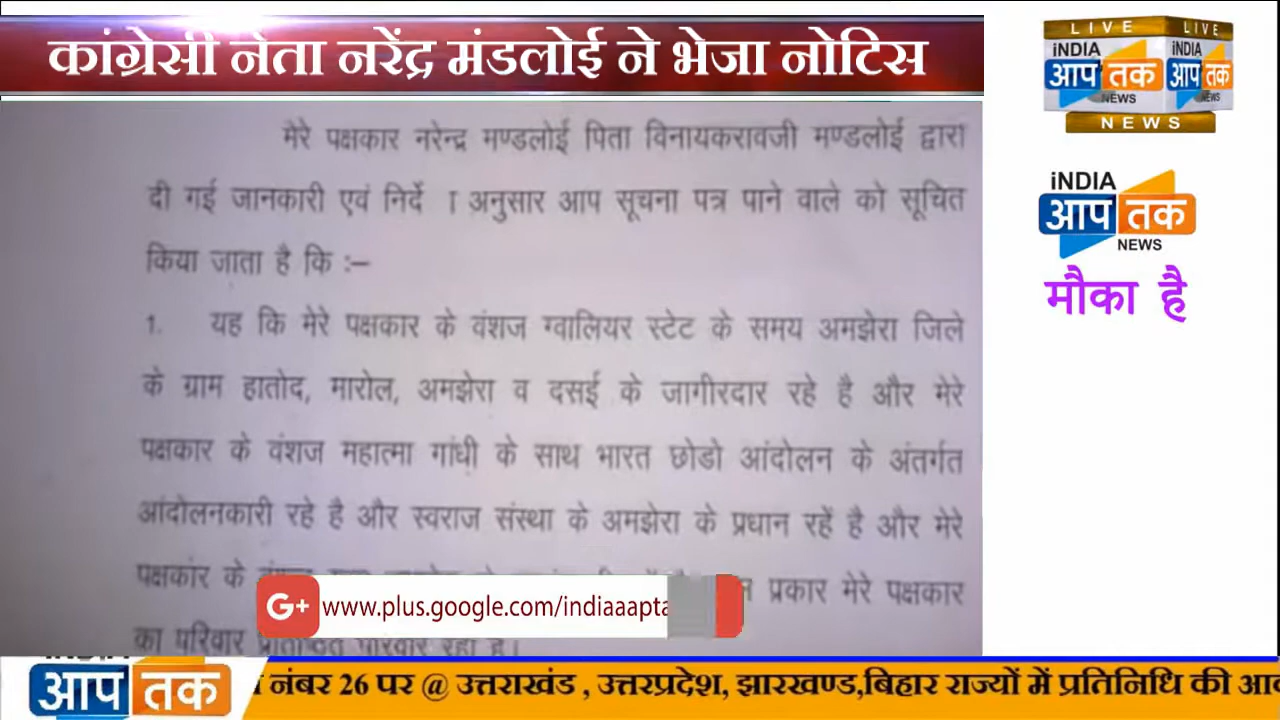 कांग्रेसी नेता नरेंद्र मंडलोई ने भेजा नोटिस
LIVE
LIVE
iNDIA
आप तक
NEWS
iNDIA
आप तक
NEWS
NEWS
iNDIA
आप तक
NEWS
मौका है
मेरे पक्षकार नरेन्द्र मण्डलोई पिता विनायकरावजी मण्डलोई द्वारा
दी गई जानकारी एवं निर्दे ा अनुसार आप सूचना पत्र पाने वाले को सूचित
किया जाता है कि :–
1. यह कि मेरे पक्षकार के वंशज ग्वालियर स्टेट के समय अमझेरा जिले
के ग्राम हातोद, मारोल, अमझेरा व दसई के जागीरदार रहे है और मेरे
पक्षकार के वंशज महात्मा गांधी के साथ भारत छोडो आंदोलन के अंतर्गत
आंदोलनकारी रहे है और स्वराज संस्था के अमझेरा के प्रधान रहें है और मेरे
पक्षकांर के प्रकार मेरे पक्षकार
का परिवार परिवार रहा है।
G+ www.plus.google.com/indiaaapta
iNDIA
आप तक
नंबर 26 पर @ उत्तराखंड , उत्तरप्रदेश, झारखण्ड,बिहार राज्यों में प्रतिनिधि की आव